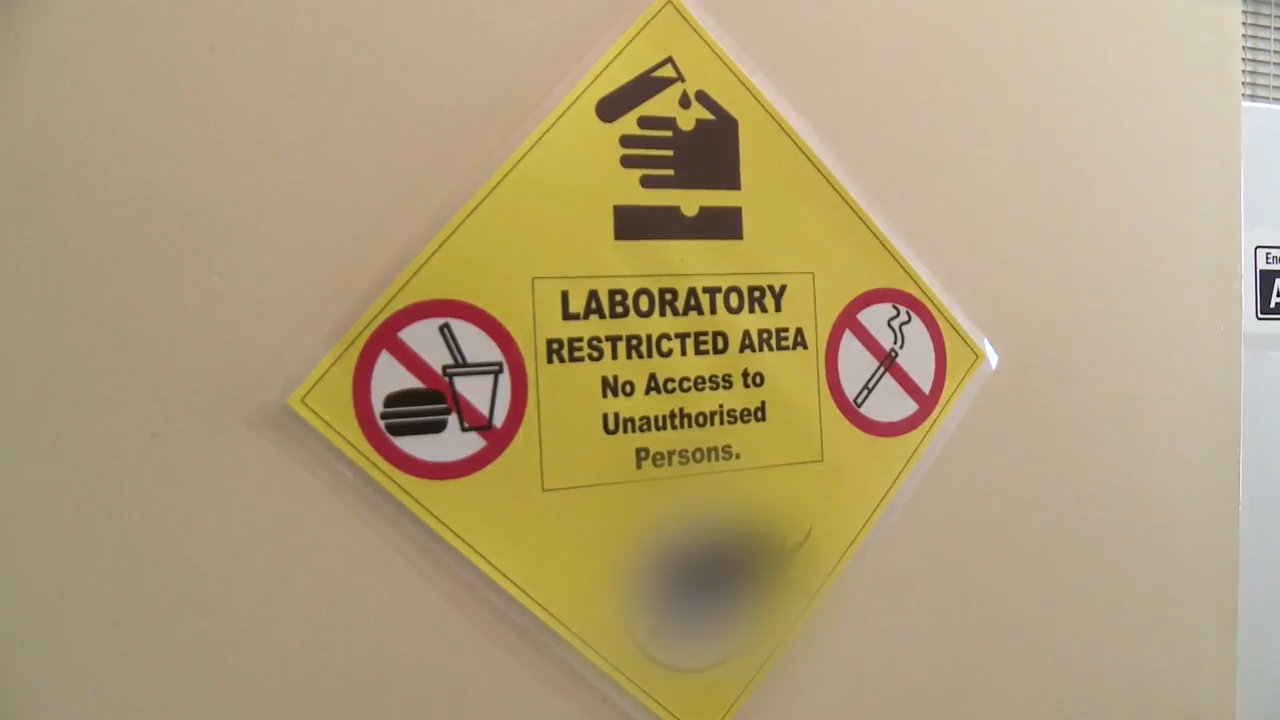 LABORATORY
RESTRICTED AREA
No Access to
Unauthorised
Persons.